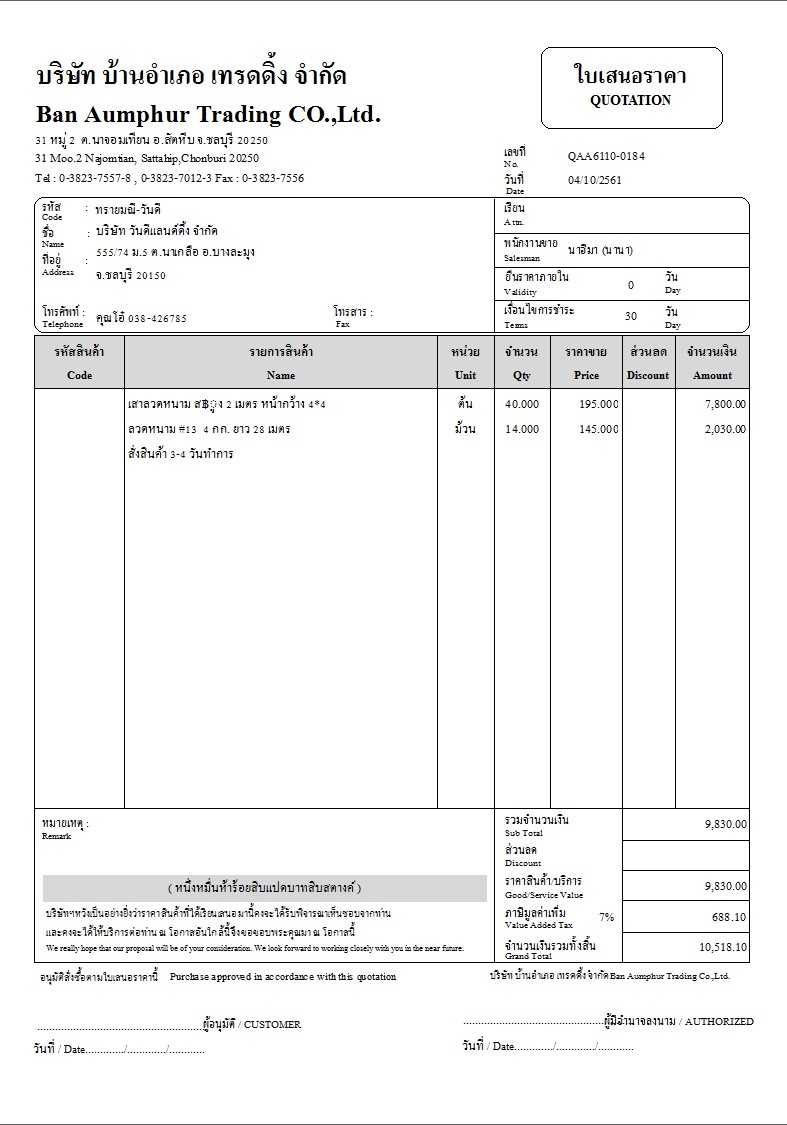 บริษัท บ้านอำเภอ เทรดดิ้ง จำกัด
Ban Aumphur Trading CO.,Ltd.
31 หมู่ 2 ต.นาจอมเทียน อ.สัตหีบ จ.ชลบุรี 20250
31 Moo.2 Najomtian, Sattahip,Chonburi 20250
Tel : 0-3823-7557-8 , 0-3823-7012-3 Fax : 0-3823-7556
ใบเสนอราคา
QUOTATION
เลขที่ QAA6110-0184
No.
วันที่ 04/10/2561
Date
รหัส : ทรายมณี-วันดี
Code
ชื่อ : บริษัท วันดีแลนด์ดิ้ง จำกัด
Name
ที่อยู่ : 555/74 ม.5 ต.นาเกลือ อ.บางละมุง
Address
จ.ชลบุรี 20150
โทรศัพท์ : คุณโอ๋ 038-426785 โทรสาร :
Telephone Fax
เรียน
Attn.
พนักงานขาย นาอีมา (นานา)
Salesman
ยืนราคาภายใน 0 วัน
Validity Day
เงื่อนไขการชำระ 30 วัน
Terms Day
รหัสสินค้า รายการสินค้า หน่วย จำนวน ราคาขาย ส่วนลด จำนวนเงิน
Code Name Unit Qty Price Discount Amount
เสาลวดหนาม ส฿ูง 2 เมตร หน้ากว้าง 4*4 ต้น 40.000 195.000 7,800.00
ลวดหนาม #13 4 กก. ยาว 28 เมตร ม้วน 14.000 145.000 2,030.00
สั่งสินค้า 3-4 วันทำการ
หมายเหตุ :
Remark
( หนึ่งหมื่นห้าร้อยสิบแปดบาทสิบสตางค์ )
บริษัทฯหวังเป็นอย่างยิ่งว่าราคาสินค้าที่ได้เรียนเสนอมานี้คงจะได้รับพิจารณาเห็นชอบจากท่าน
และคงจะได้ให้บริการต่อท่าน ณ โอกาสอันใกล้นี้จึงขอขอบพระคุณมา ณ โอกาสนี้
We really hope that our proposal will be of your consideration. We look forward to working closely with you in the near future.
รวมจำนวนเงิน 9,830.00
Sub Total
ส่วนลด
Discount
ราคาสินค้า/บริการ 9,830.00
Good/Service Value
ภาษีมูลค่าเพิ่ม 7% 688.10
Value Added Tax
จำนวนเงินรวมทั้งสิ้น 10,518.10
Grand Total
อนุมัติสั่งซื้อตามใบเสนอราคานี้ Purchase approved in accordance with this quotation
บริษัท บ้านอำเภอ เทรดดิ้ง จำกัด Ban Aumphur Trading Co.,Ltd.
.......................................................ผู้อนุมัติ / CUSTOMER
...............................................ผู้มีอำนาจลงนาม / AUTHORIZED
วันที่ / Date............./............./............
วันที่ / Date............./............./............